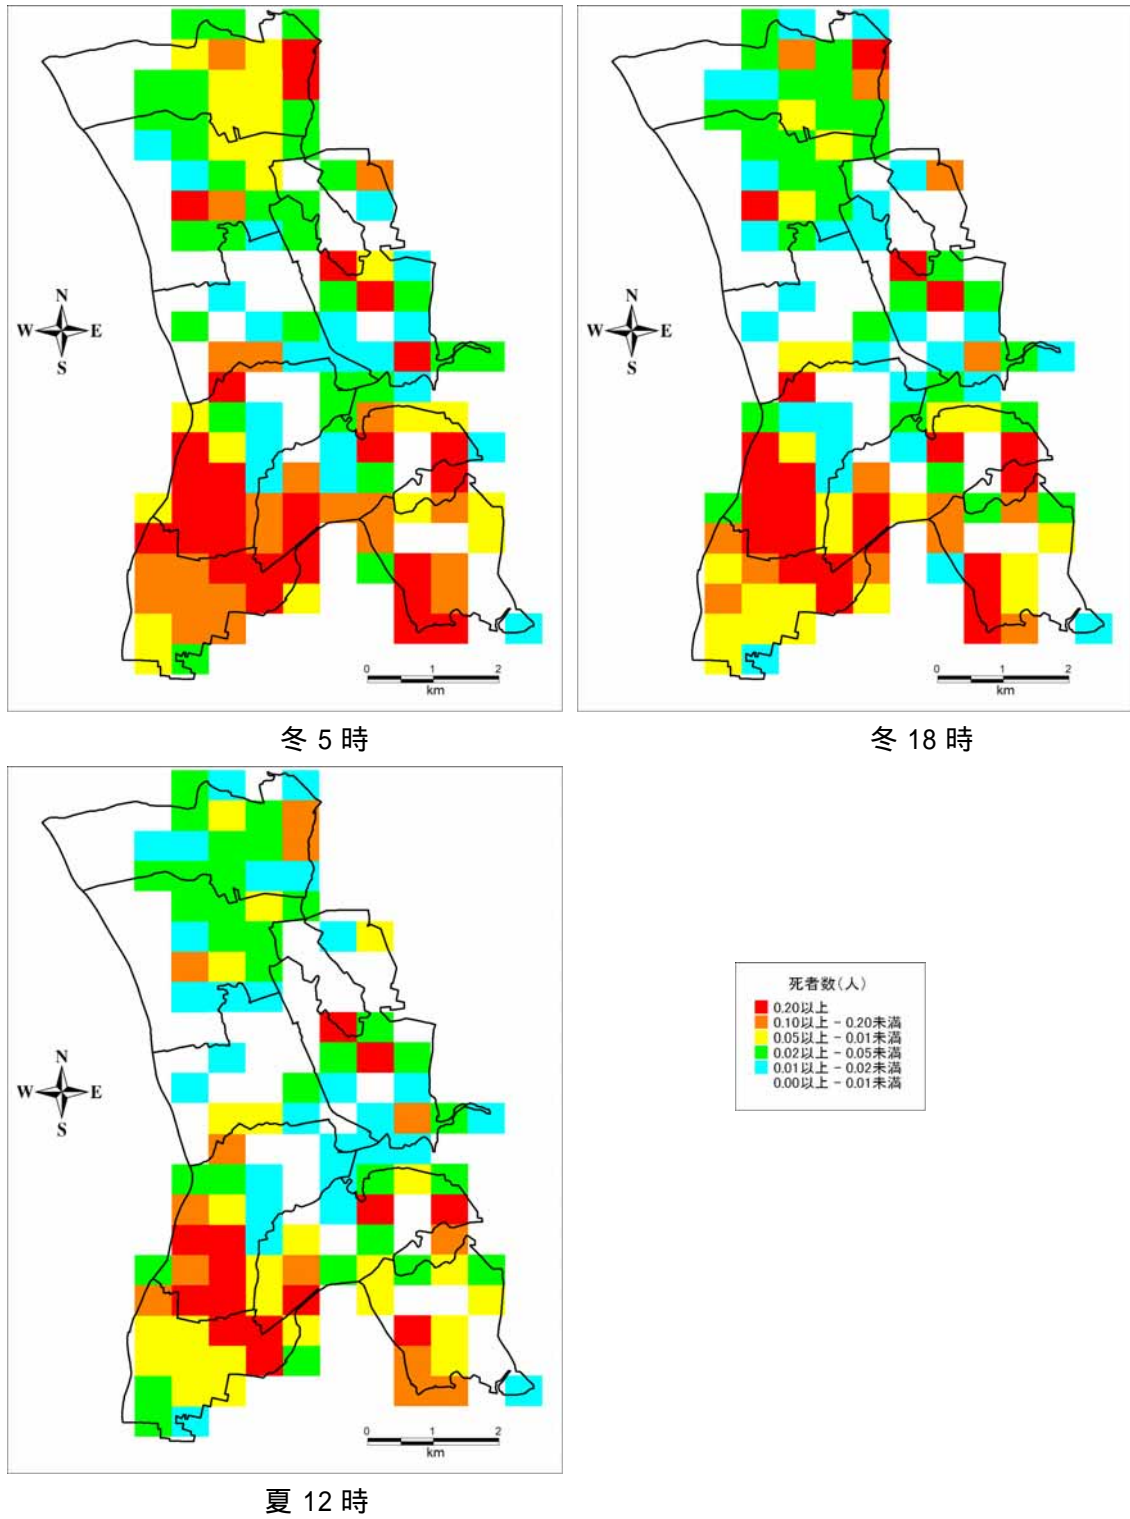 N
W E
S
0 1 2
km
冬 5 時
N
W E
S
0 1 2
km
冬 18 時
N
W E
S
0 1 2
km
夏 12 時
死者数(人)
0.20以上
0.10以上 - 0.20未満
0.05以上 - 0.01未満
0.02以上 - 0.05未満
0.01以上 - 0.02未満
0.00以上 - 0.01未満